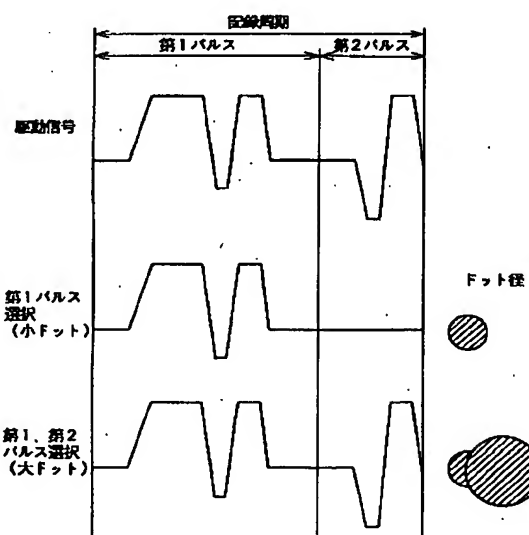 記録周期
第1パルス
第2パルス
駆動信号
第1パルス
選択
（小ドット）
ドット径
第1、第2
パルス選択
（大ドット）